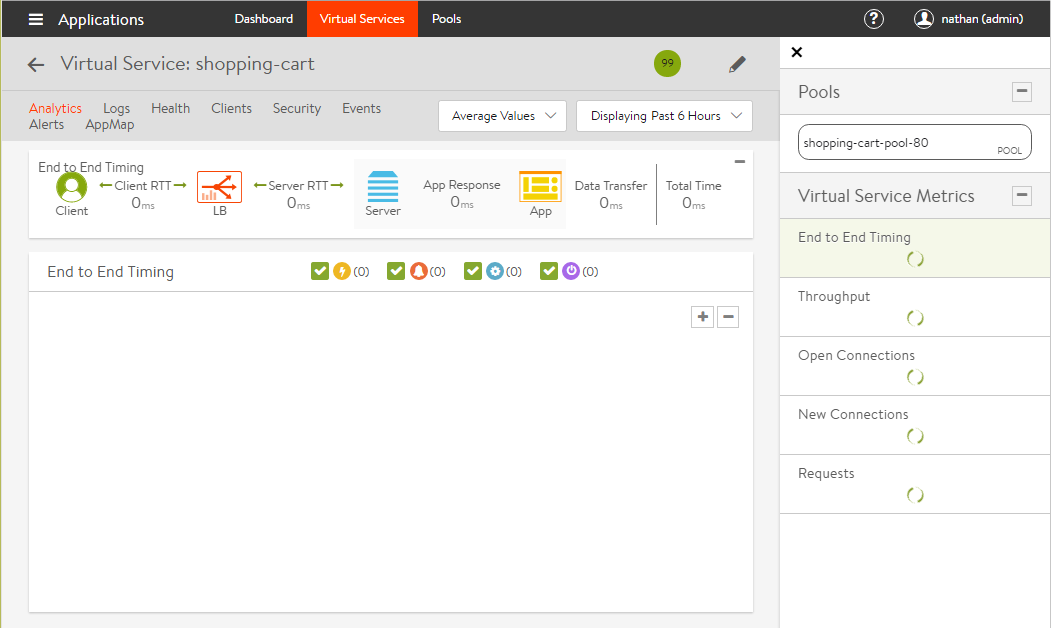 Applications Dashboard Virtual Services Pools ? nathan (admin)
Virtual Service: shopping-cart 99
Analytics Logs Health Clients Security Events
Alerts AppMap
Average Values Displaying Past 6 Hours
End to End Timing
Client RTT Server RTT App Response Data Transfer Total Time
0ms 0ms 0ms 0ms 0ms
Client LB Server App
End to End Timing (0) (0) (0) (0)
Pools
shopping-cart-pool-80 POOL
Virtual Service Metrics
End to End Timing
Throughput
Open Connections
New Connections
Requests